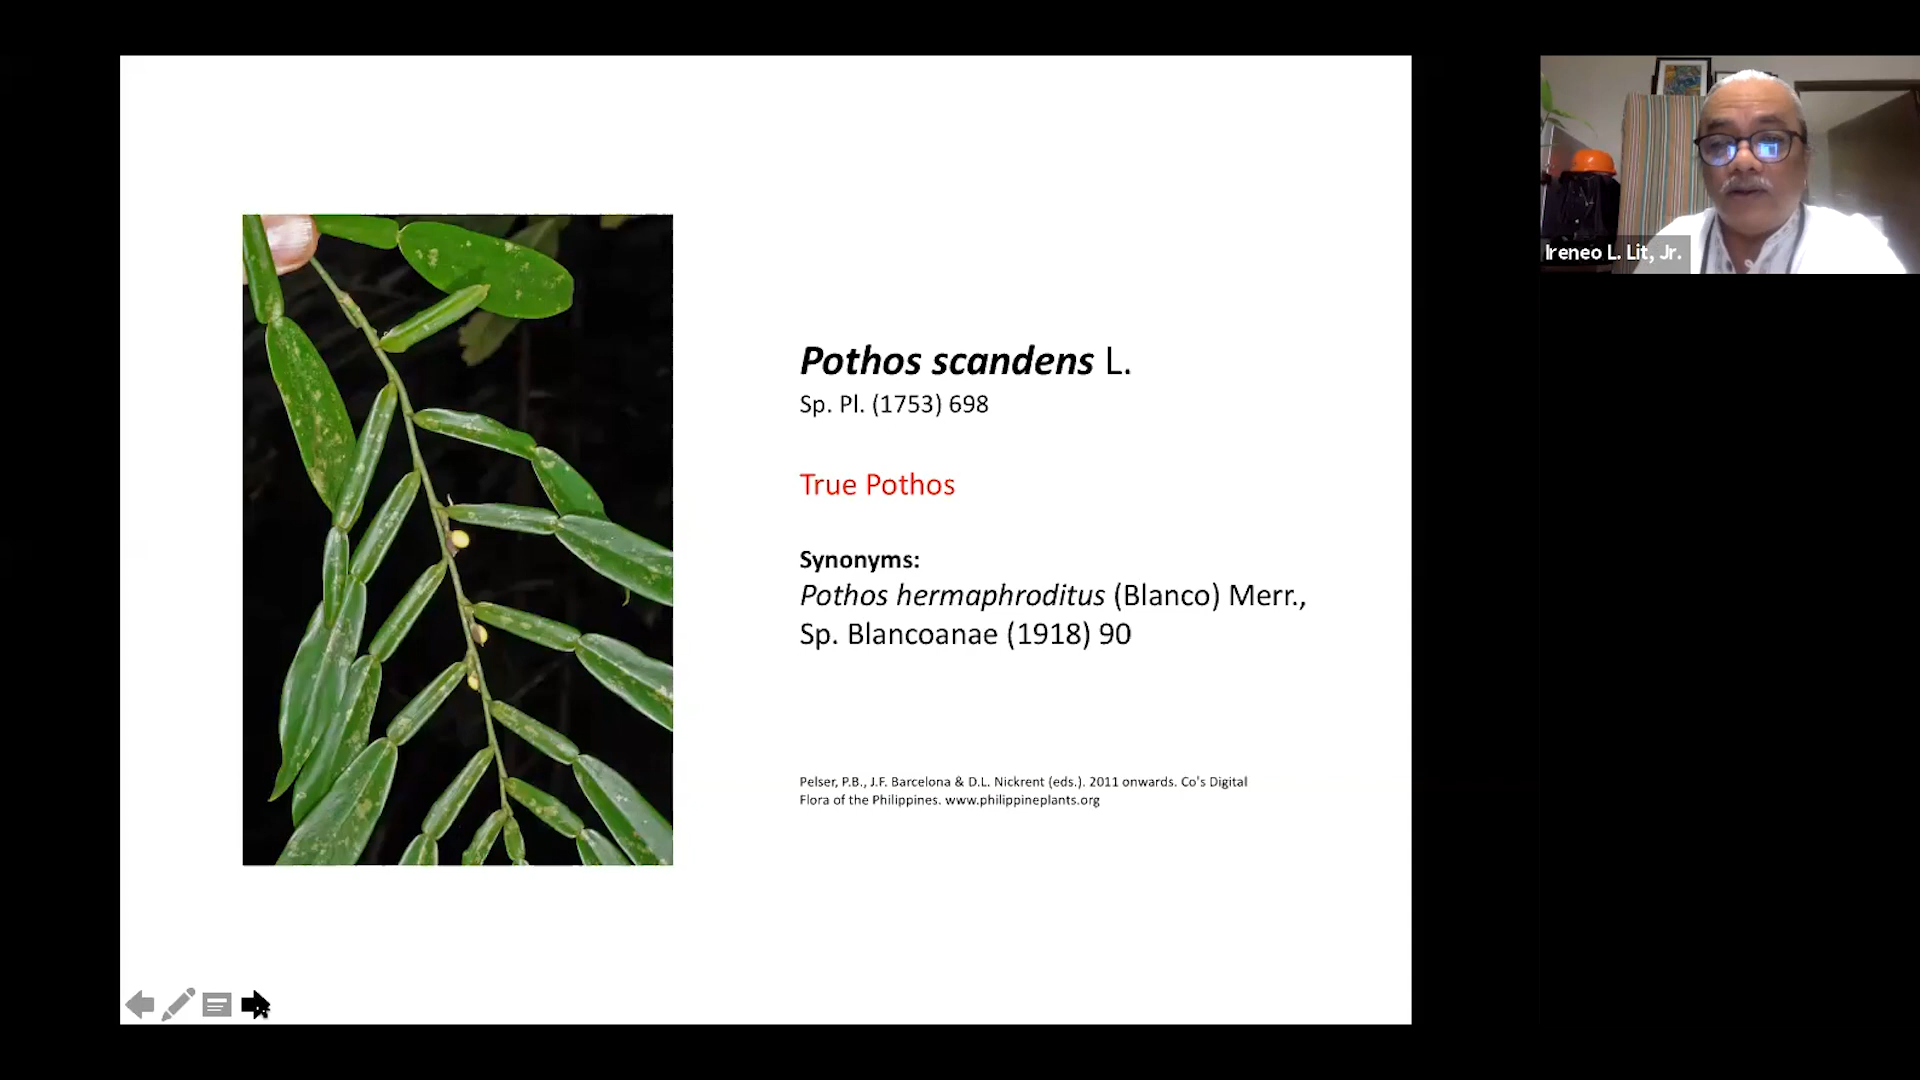 Pothos scandens L.
Sp. Pl. (1753) 698
True Pothos
Synonyms:
Pothos hermaphroditus (Blanco) Merr.,
Sp. Blancoanae (1918) 90
Pelser, P.B., J.F. Barcelona & D.L. Nickrent (eds.). 2011 onwards. Co's Digital
Flora of the Philippines. www.philippineplants.org
Ireneo L. Lit, Jr.